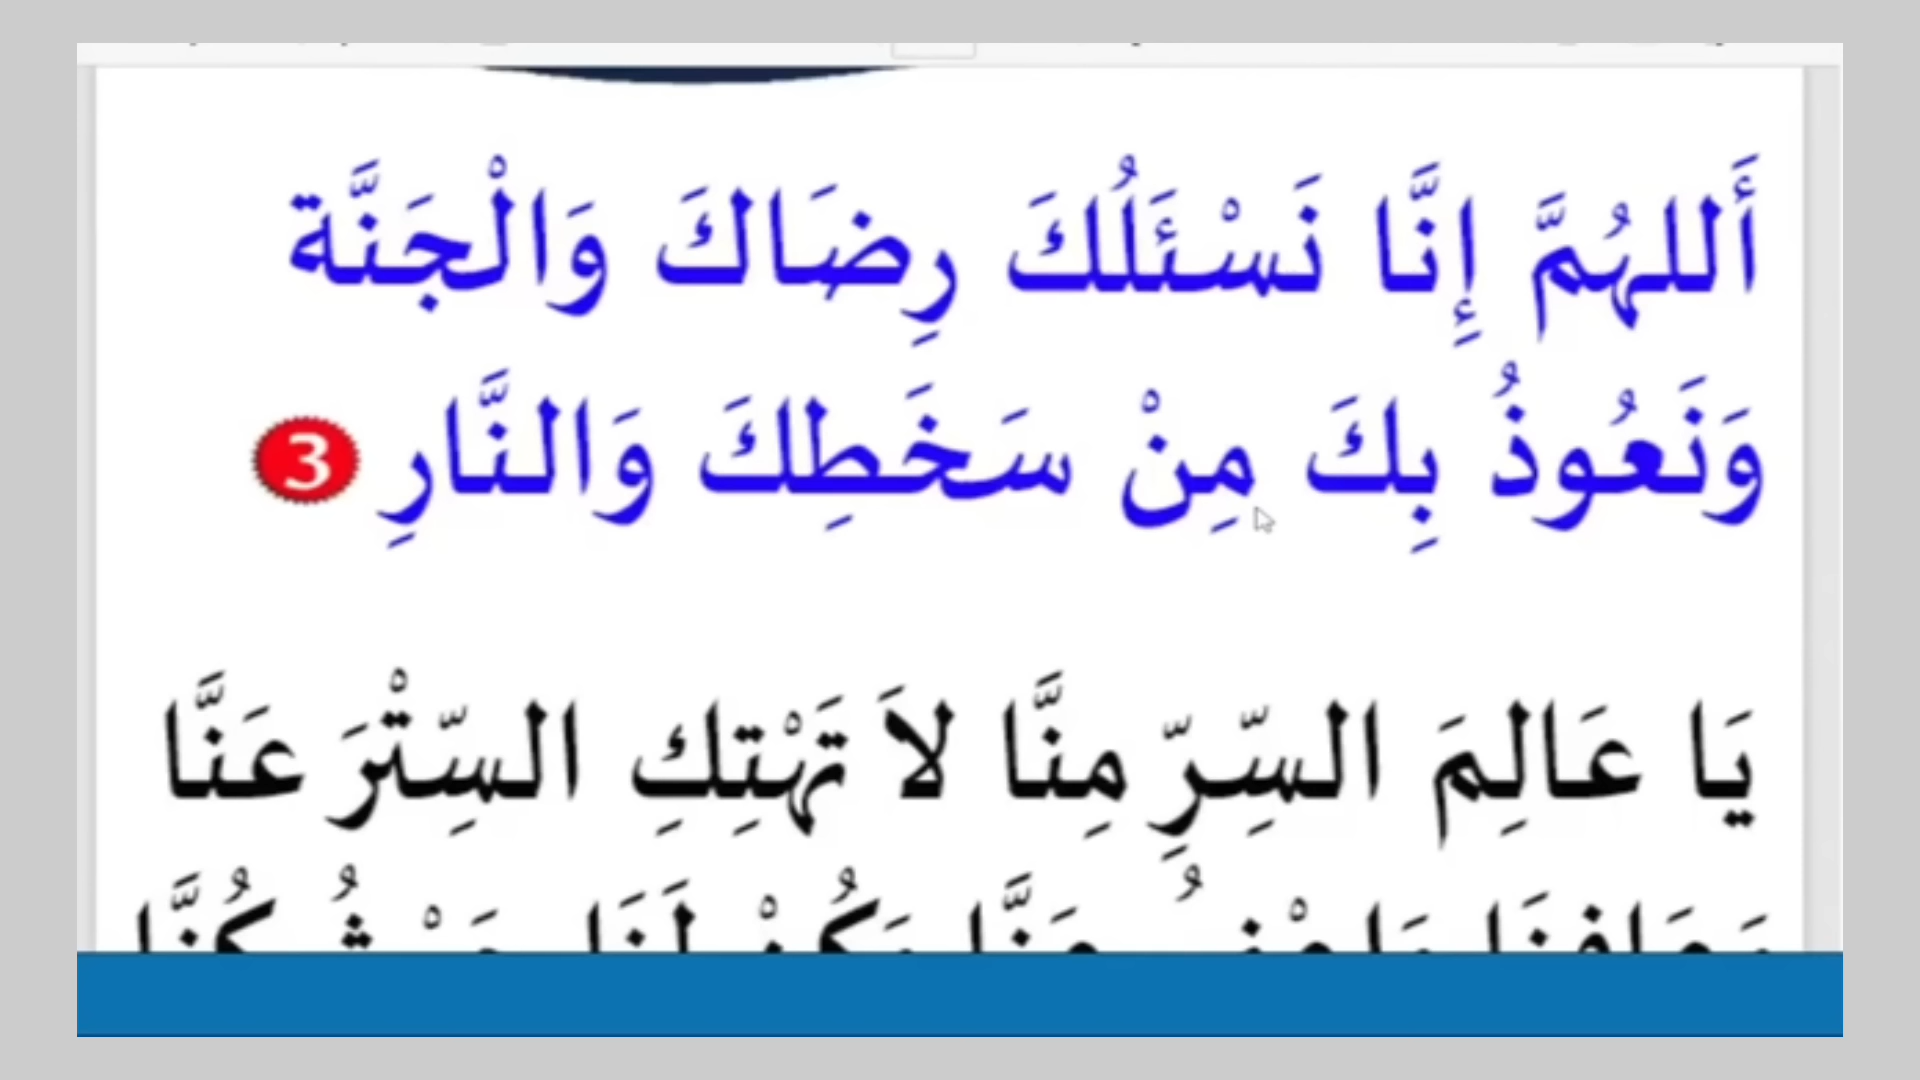 أَللهُمَّ إِنَّا نَسْئَلُكَ رِضَاكَ وَالْجَنَّة
وَنَعُوذُ بِكَ مِنْ سَخَطِكَ وَالنَّارِ 3
يَا عَالِمَ السِّرِّ مِنَّا لاَ تَهْتِكِ السِّتْرَ عَنَّا